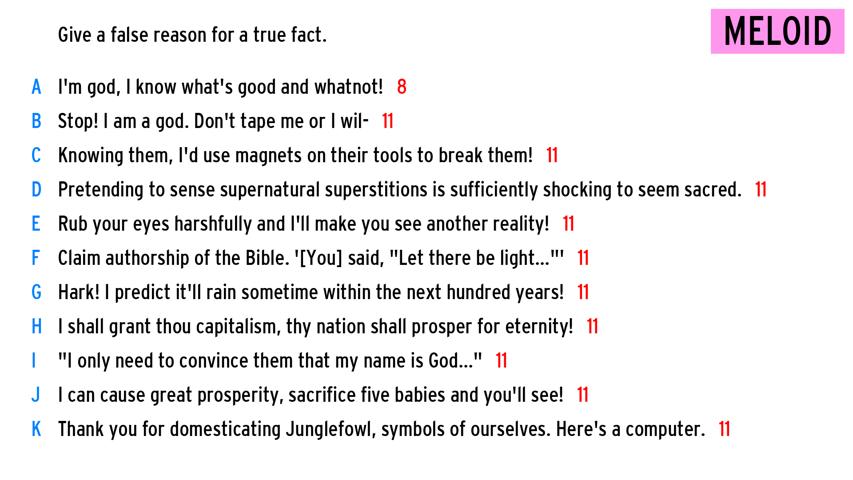 Give a false reason for a true fact.
MELOID
A I'm god, I know what's good and whatnot! 8
B Stop! I am a god. Don't tape me or I wil- 11
C Knowing them, I'd use magnets on their tools to break them! 11
D Pretending to sense supernatural superstitions is sufficiently shocking to seem sacred. 11
E Rub your eyes harshfully and I'll make you see another reality! 11
F Claim authorship of the Bible. '[You] said, "Let there be light..."' 11
G Hark! I predict it'll rain sometime within the next hundred years! 11
H I shall grant thou capitalism, thy nation shall prosper for eternity! 11
I "I only need to convince them that my name is God..." 11
J I can cause great prosperity, sacrifice five babies and you'll see! 11
K Thank you for domesticating Junglefowl, symbols of ourselves. Here's a computer. 11